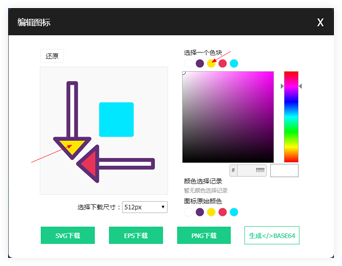 编辑图标
X
还原
选择一个色块
#
颜色选择记录
暂无颜色选择记录
图标原始颜色
选择下载尺寸：512px
SVG下载
EPS下载
PNG下载
生成</>BASE64